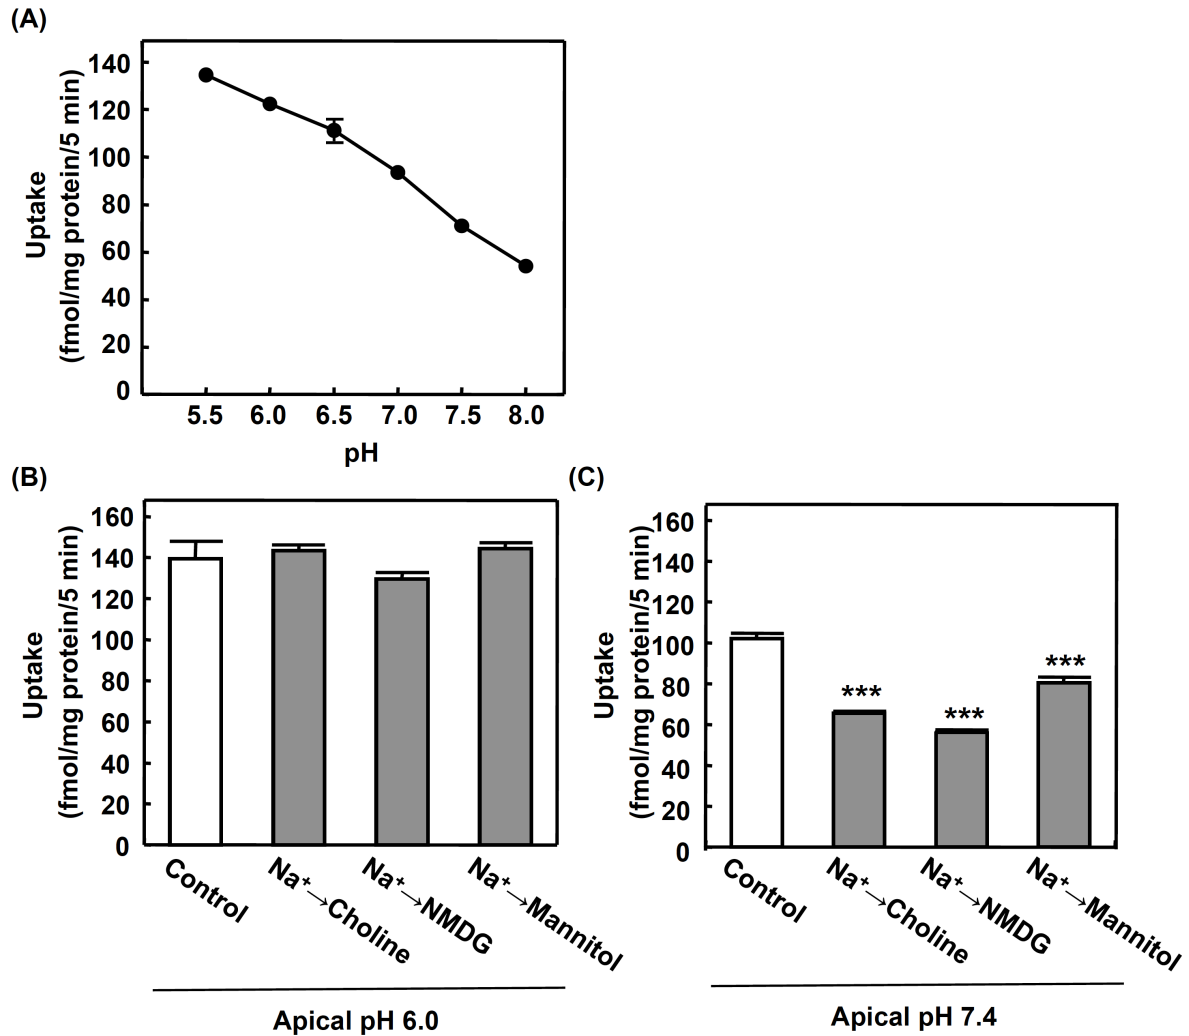 (A)
140
120
100
80
60
40
20
0
Uptake
(fmol/mg protein/5 min)
5.5 6.0 6.5 7.0 7.5 8.0
pH
(B)
160
140
120
100
80
60
40
20
0
Uptake
(fmol/mg protein/5 min)
Control
Na⁺→Choline
Na⁺→NMDG
Na⁺→Mannitol
Apical pH 6.0
(C)
160
140
120
100
80
60
40
20
0
Uptake
(fmol/mg protein/5 min)
***
***
***
Control
Na⁺→Choline
Na⁺→NMDG
Na⁺→Mannitol
Apical pH 7.4